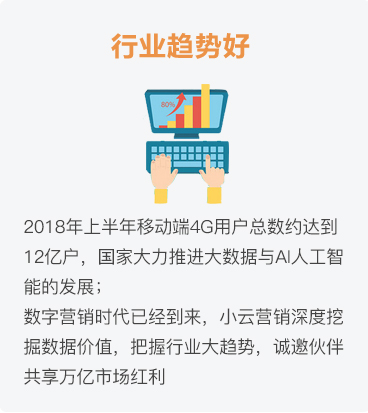 行业趋势好
80%
2018年上半年移动端4G用户总数约达到
12亿户，国家大力推进大数据与AI人工智
能的发展；
数字营销时代已经到来，小云营销深度挖
掘数据价值，把握行业大趋势，诚邀伙伴
共享万亿市场红利